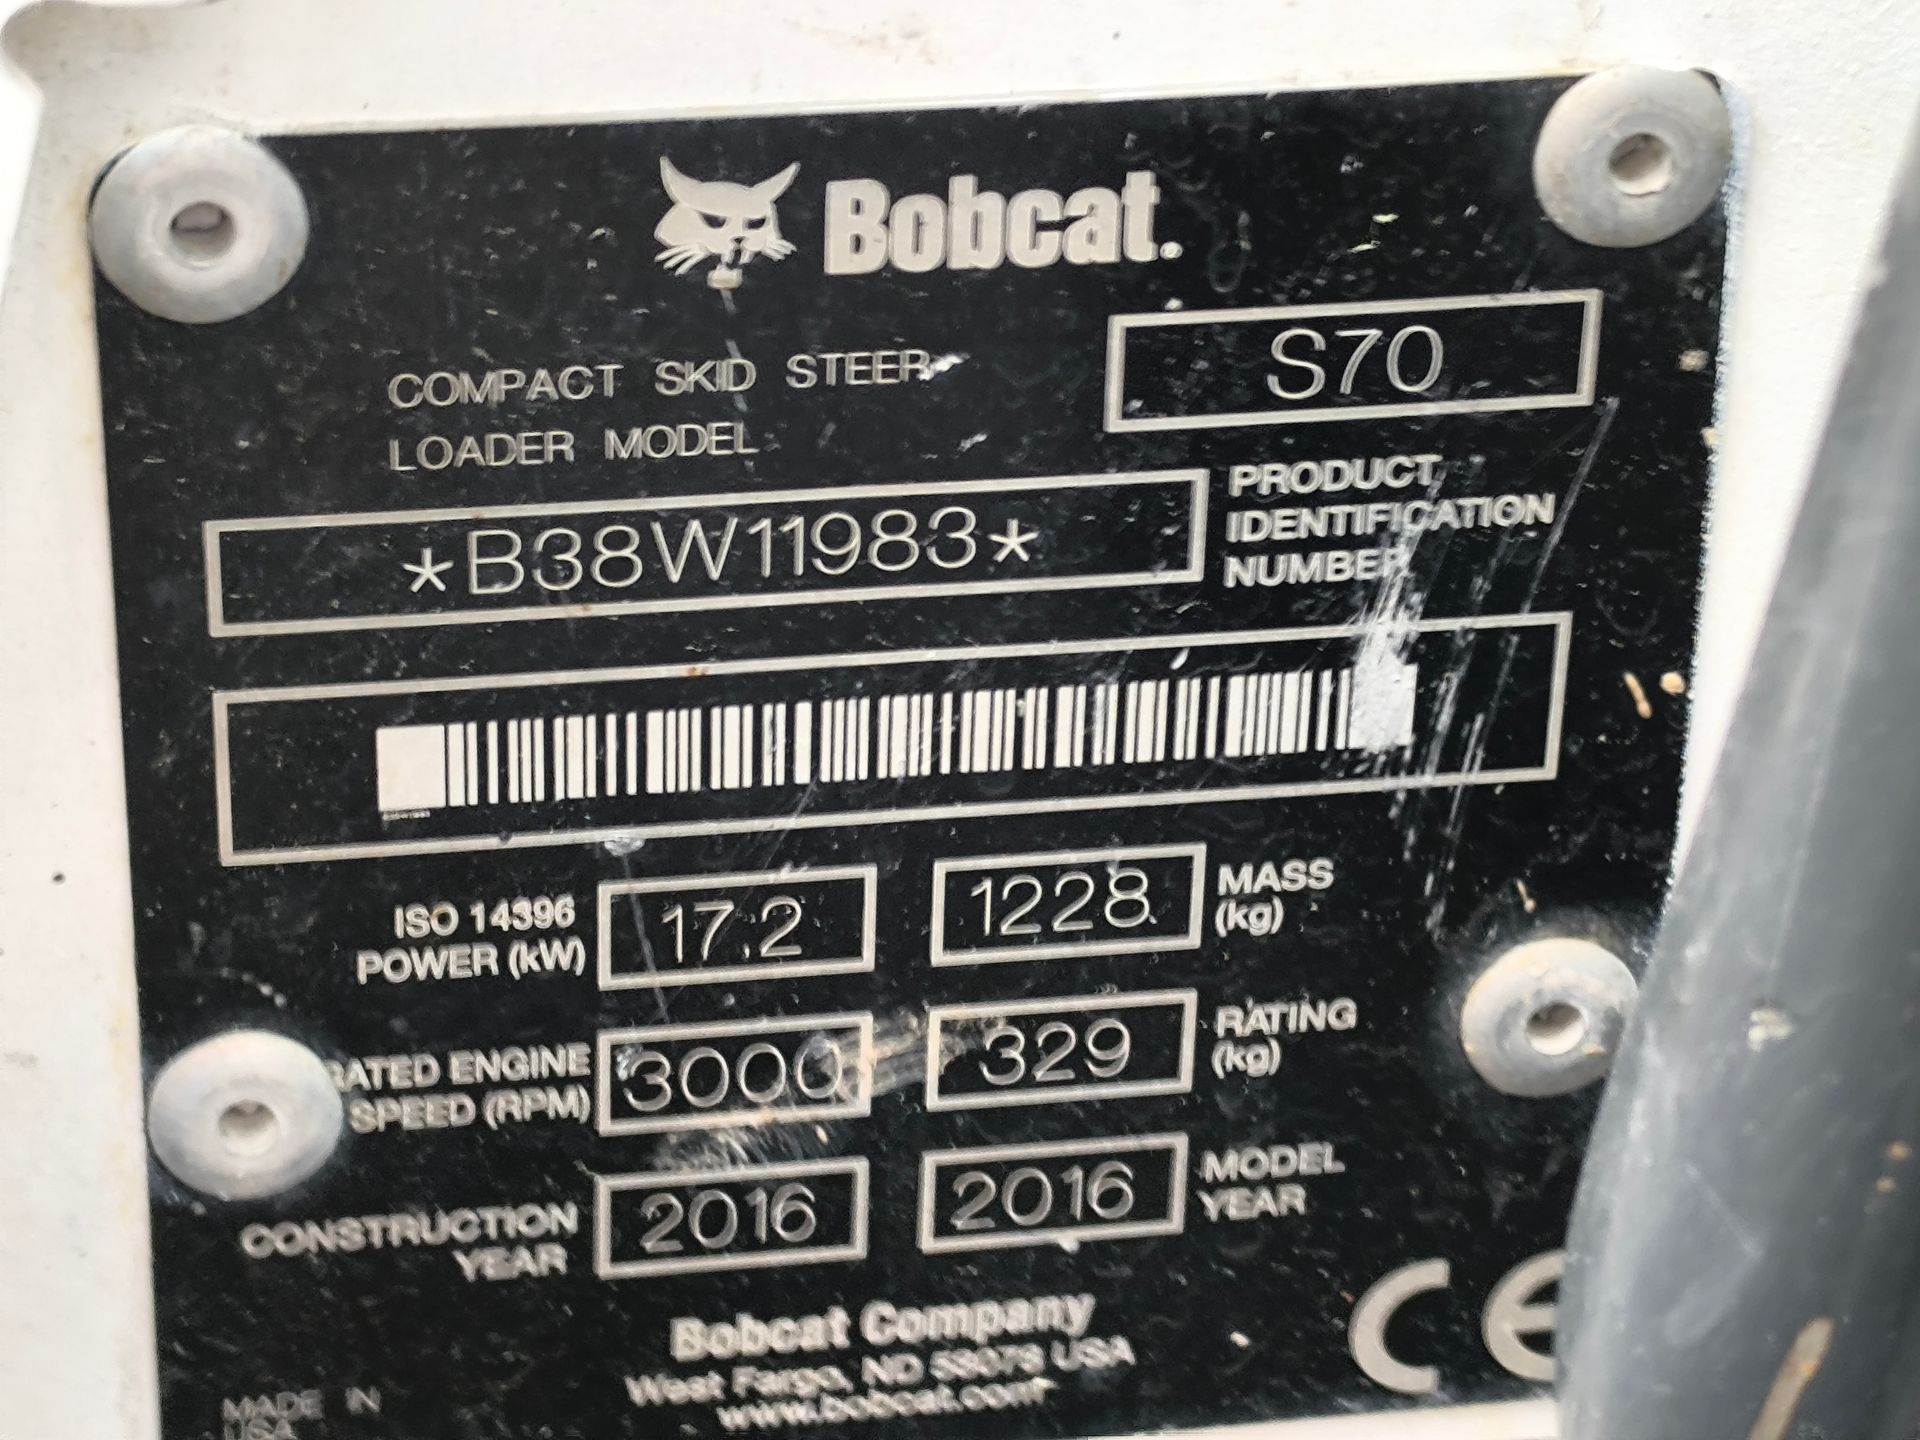 Bobcat.
COMPACT SKID STEER
LOADER MODEL
S70
*B38W11983*
PRODUCT
IDENTIFICATION
NUMBER
ISO 14396
POWER (kW)
17.2
1228
MASS
(kg)
RATED ENGINE
SPEED (RPM)
3000
329
RATING
(kg)
CONSTRUCTION
YEAR
2016
2016
MODEL
YEAR
Bobcat Company
West Fargo, ND 58078 USA
www.bobcat.com
CE
MADE IN
USA